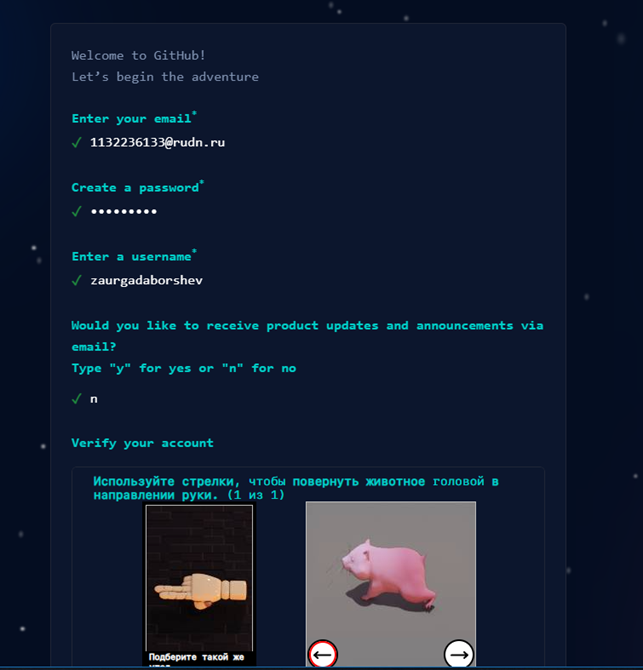 Welcome to GitHub!
Let’s begin the adventure
Enter your email*
✓ 1132236133@rudn.ru
Create a password*
✓ •••••••••
Enter a username*
✓ zaurgadaborshev
Would you like to receive product updates and announcements via
email?
Type "y" for yes or "n" for no
✓ n
Verify your account
Используйте стрелки, чтобы повернуть животное головой в
направлении руки. (1 из 1)
Подберите такой же